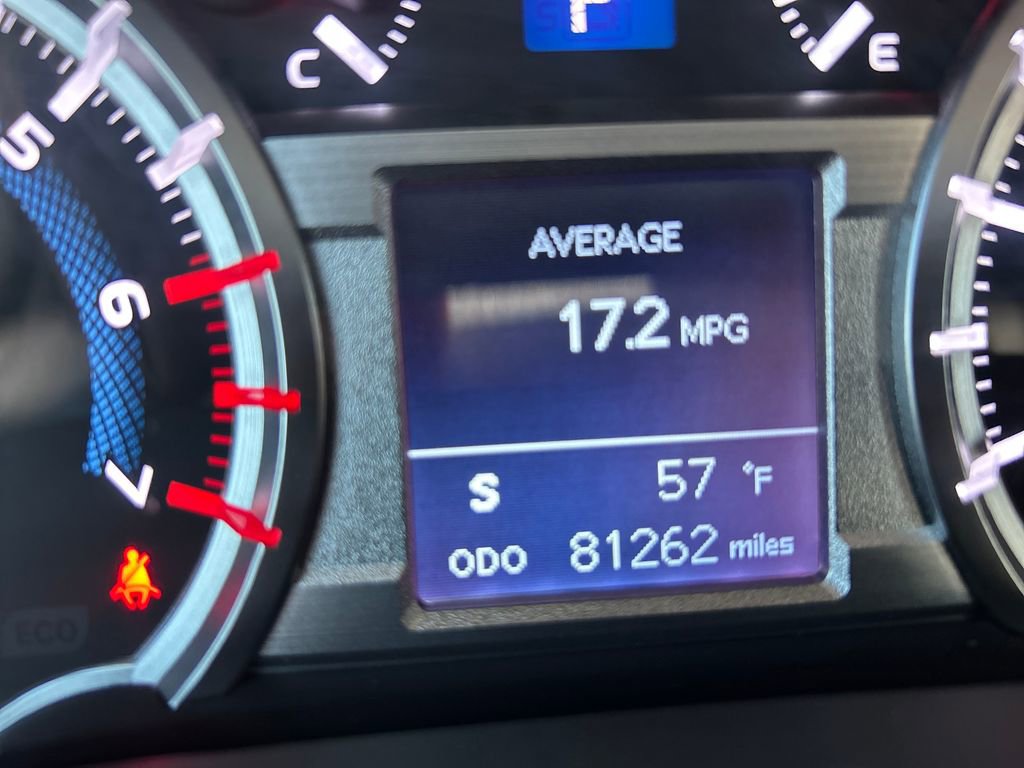 C
P
E
5
6
7
AVERAGE
17.2 MPG
S 57 °F
ODO 81262 miles
ECO